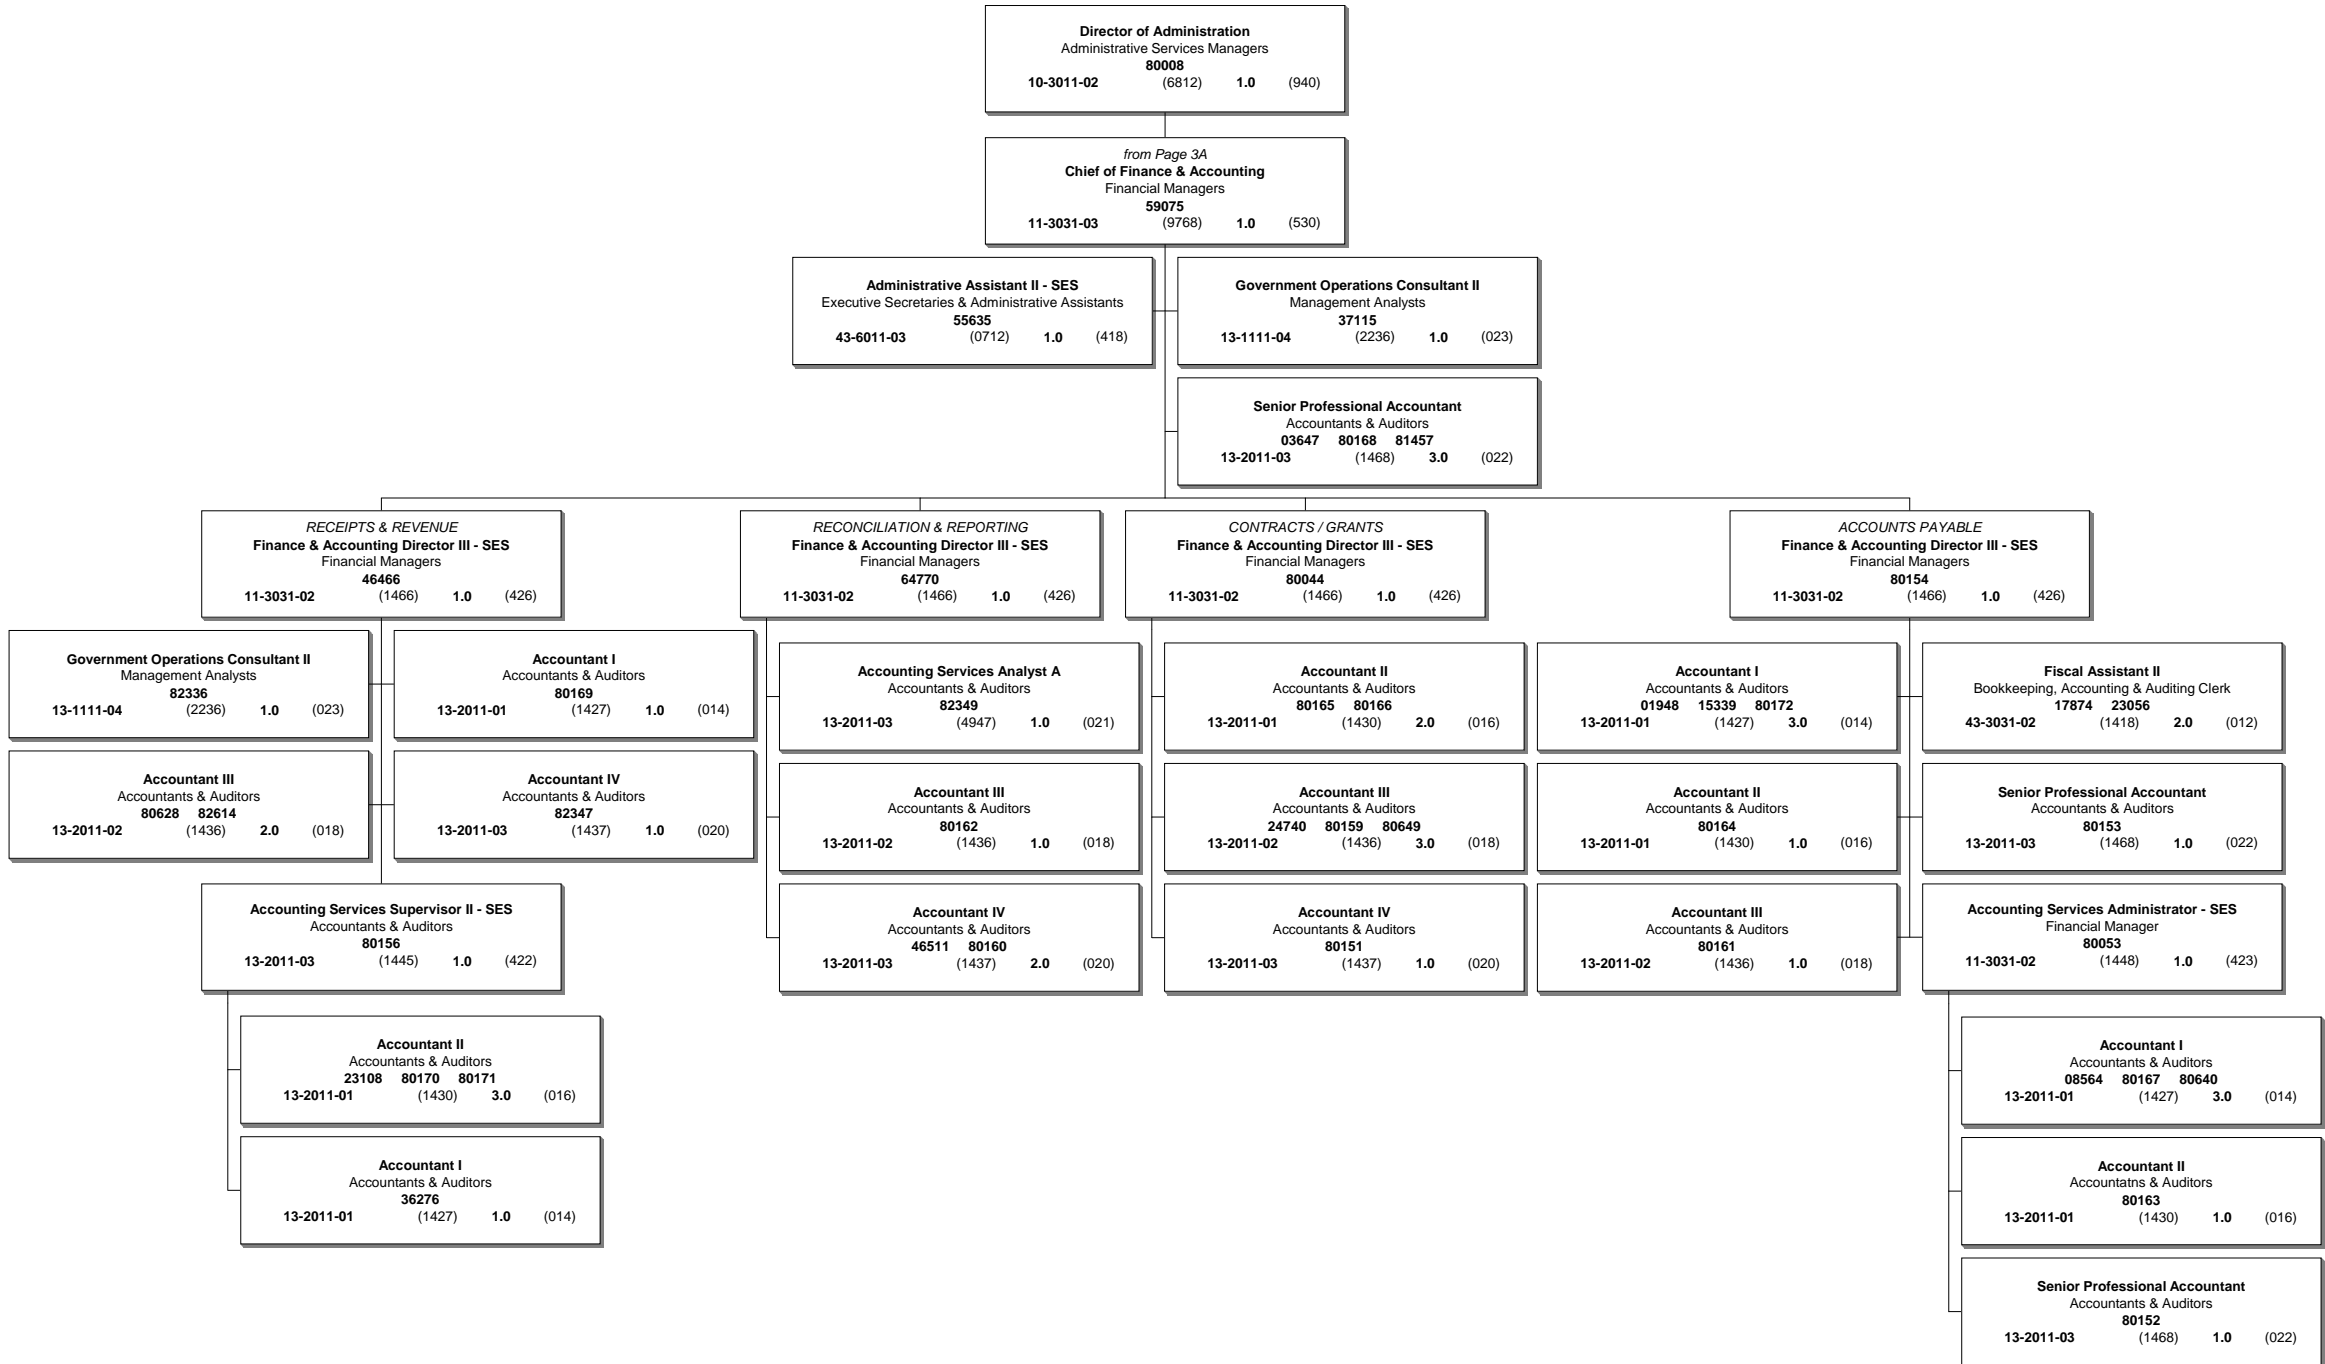 Director of Administration
Administrative Services Managers
80008
10-3011-02 (6812) 1.0 (940)
from Page 3A
Chief of Finance & Accounting
Financial Managers
59075
11-3031-03 (9768) 1.0 (530)
Administrative Assistant II - SES
Executive Secretaries & Administrative Assistants
55635
43-6011-03 (0712) 1.0 (418)
Government Operations Consultant II
Management Analysts
37115
13-1111-04 (2236) 1.0 (023)
Senior Professional Accountant
Accountants & Auditors
03647 80168 81457
13-2011-03 (1468) 3.0 (022)
RECEIPTS & REVENUE
Finance & Accounting Director III - SES
Financial Managers
46466
11-3031-02 (1466) 1.0 (426)
Government Operations Consultant II
Management Analysts
82336
13-1111-04 (2236) 1.0 (023)
Accountant I
Accountants & Auditors
80169
13-2011-01 (1427) 1.0 (014)
Accountant III
Accountants & Auditors
80628 82614
13-2011-02 (1436) 2.0 (018)
Accountant IV
Accountants & Auditors
82347
13-2011-03 (1437) 1.0 (020)
Accounting Services Supervisor II - SES
Accountants & Auditors
80156
13-2011-03 (1445) 1.0 (422)
Accountant II
Accountants & Auditors
23108 80170 80171
13-2011-01 (1430) 3.0 (016)
Accountant I
Accountants & Auditors
36276
13-2011-01 (1427) 1.0 (014)
RECONCILIATION & REPORTING
Finance & Accounting Director III - SES
Financial Managers
64770
11-3031-02 (1466) 1.0 (426)
Accounting Services Analyst A
Accountants & Auditors
82349
13-2011-03 (4947) 1.0 (021)
Accountant III
Accountants & Auditors
80162
13-2011-02 (1436) 1.0 (018)
Accountant IV
Accountants & Auditors
46511 80160
13-2011-03 (1437) 2.0 (020)
CONTRACTS / GRANTS
Finance & Accounting Director III - SES
Financial Managers
80044
11-3031-02 (1466) 1.0 (426)
Accountant II
Accountants & Auditors
80165 80166
13-2011-01 (1430) 2.0 (016)
Accountant III
Accountants & Auditors
24740 80159 80649
13-2011-02 (1436) 3.0 (018)
Accountant IV
Accountants & Auditors
80151
13-2011-03 (1437) 1.0 (020)
ACCOUNTS PAYABLE
Finance & Accounting Director III - SES
Financial Managers
80154
11-3031-02 (1466) 1.0 (426)
Accountant I
Accountants & Auditors
01948 15339 80172
13-2011-01 (1427) 3.0 (014)
Fiscal Assistant II
Bookkeeping, Accounting & Auditing Clerk
17874 23056
43-3031-02 (1418) 2.0 (012)
Accountant II
Accountants & Auditors
80164
13-2011-01 (1430) 1.0 (016)
Senior Professional Accountant
Accountants & Auditors
80153
13-2011-03 (1468) 1.0 (022)
Accountant III
Accountants & Auditors
80161
13-2011-02 (1436) 1.0 (018)
Accounting Services Administrator - SES
Financial Manager
80053
11-3031-02 (1448) 1.0 (423)
Accountant I
Accountants & Auditors
08564 80167 80640
13-2011-01 (1427) 3.0 (014)
Accountant II
Accountatns & Auditors
80163
13-2011-01 (1430) 1.0 (016)
Senior Professional Accountant
Accountants & Auditors
80152
13-2011-03 (1468) 1.0 (022)